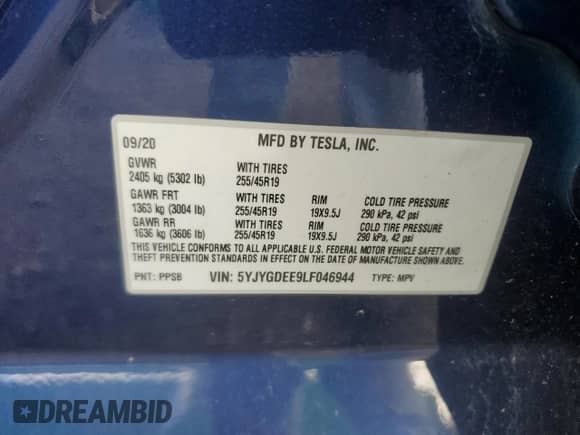 09/20 MFD BY TESLA, INC.
GVWR WITH TIRES
2405 kg (5302 lb) 255/45R19
GAWR FRT WITH TIRES RIM COLD TIRE PRESSURE
1363 kg (3004 lb) 255/45R19 19X9.5J 290 kPa, 42 psi
GAWR RR WITH TIRES RIM COLD TIRE PRESSURE
1636 kg (3606 lb) 255/45R19 19X9.5J 290 kPa, 42 psi
THIS VEHICLE CONFORMS TO ALL APPLICABLE U.S. FEDERAL MOTOR VEHICLE SAFETY AND
THEFT PREVENTION STANDARDS IN EFFECT ON THE DATE OF MANUFACTURE SHOWN ABOVE.
PNT: PPSB VIN: 5YJYGDEE9LF046944 TYPE: MPV
DREAMBID